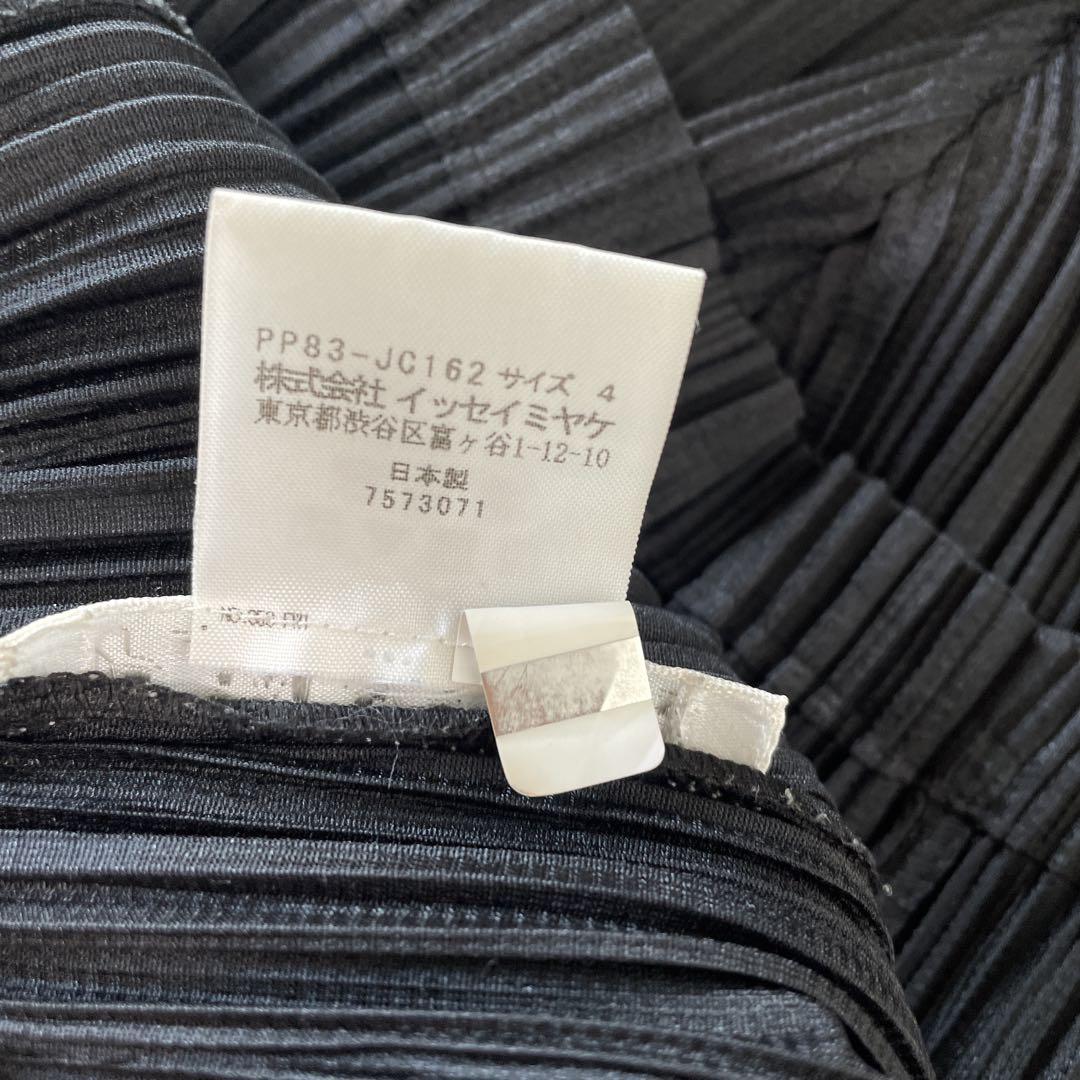 PP83-JC162 サイズ 4
株式会社 イッセイミヤケ
東京都渋谷区富ヶ谷1-12-10
日本製
7573071